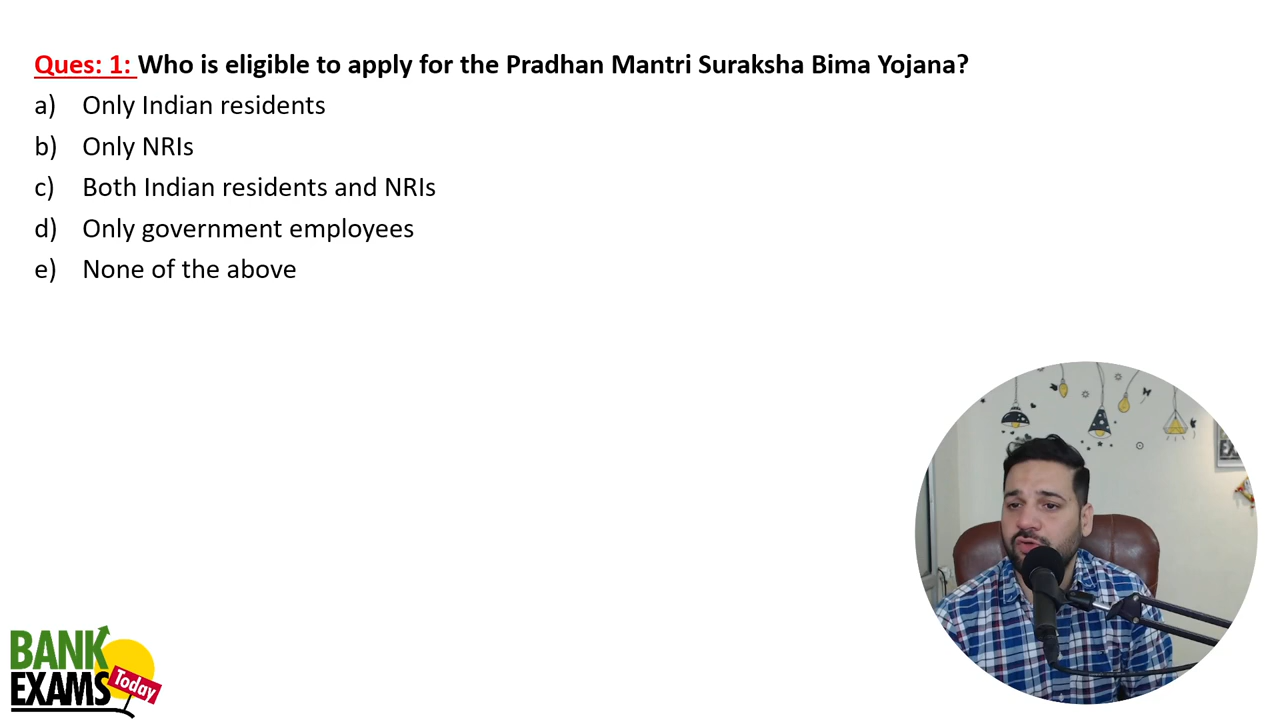 Ques: 1: Who is eligible to apply for the Pradhan Mantri Suraksha Bima Yojana?
a) Only Indian residents
b) Only NRIs
c) Both Indian residents and NRIs
d) Only government employees
e) None of the above
BANK
EXAMS
Today